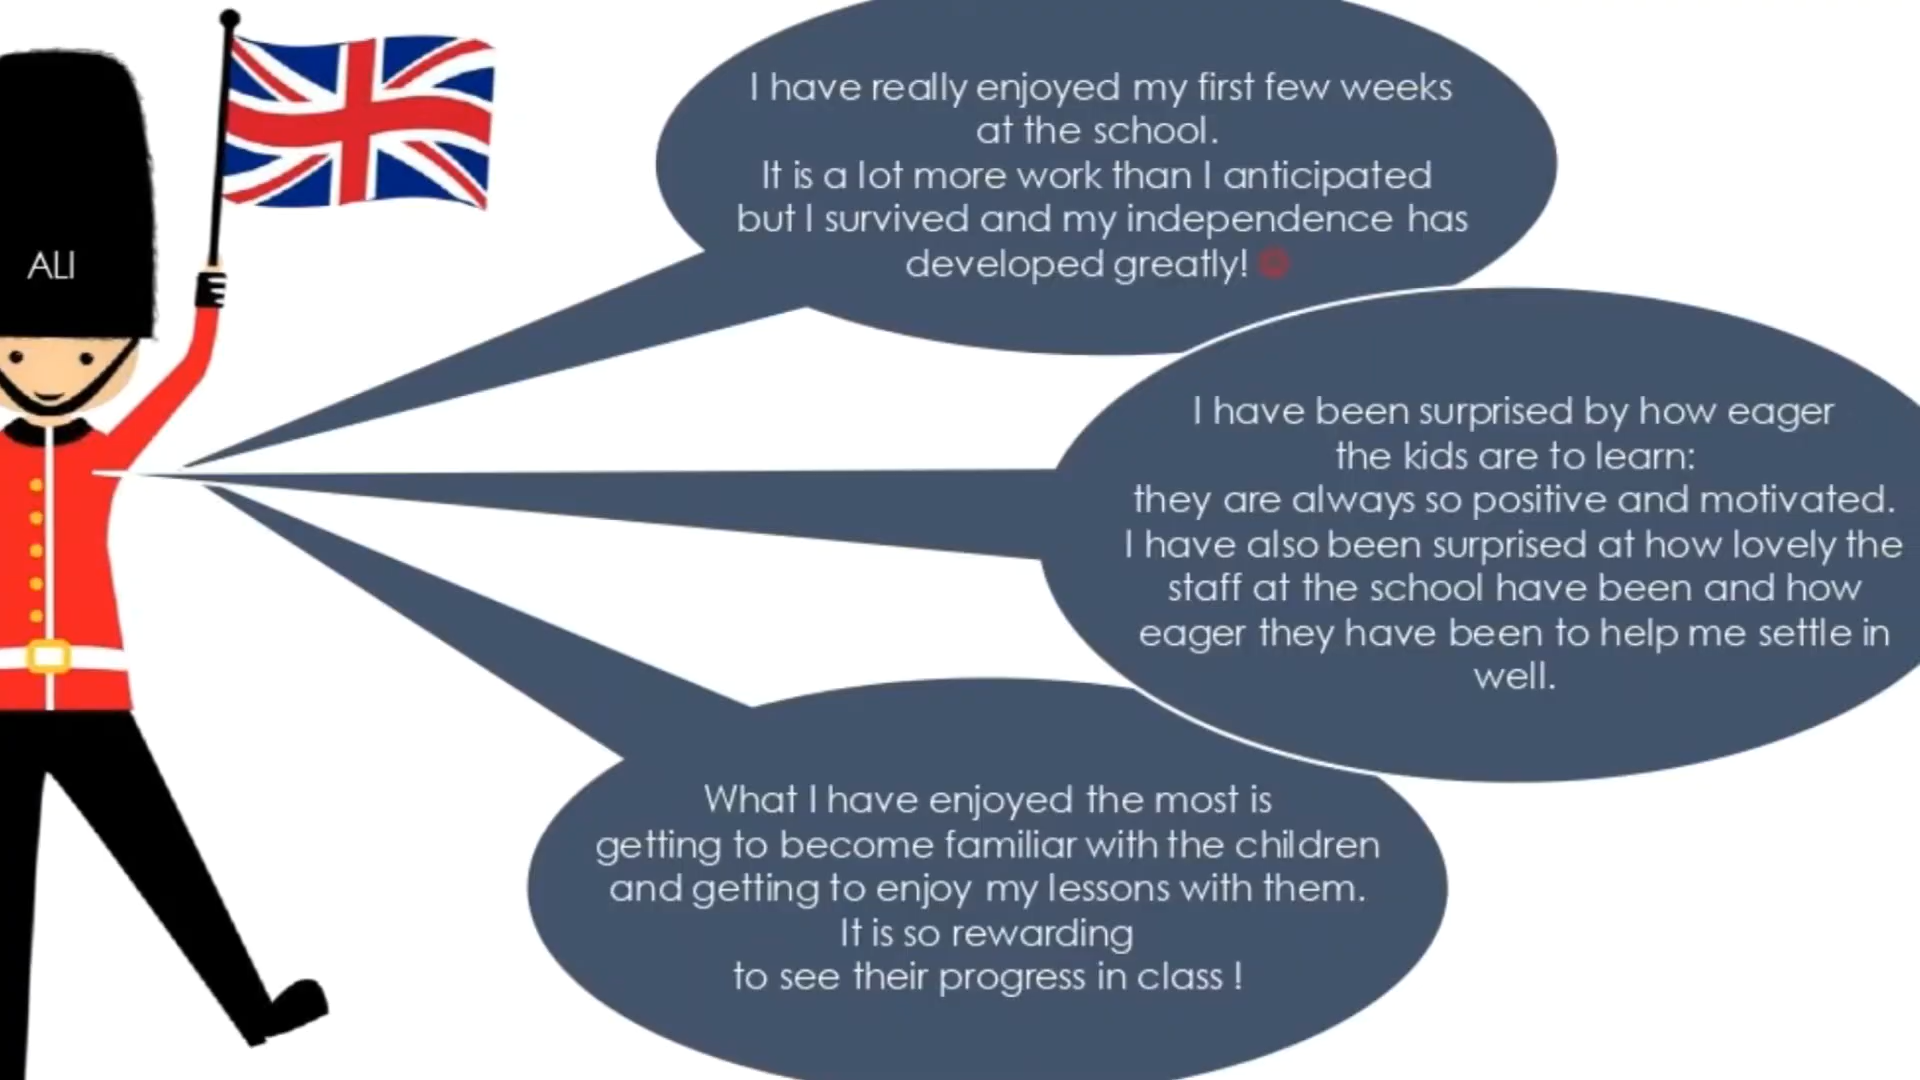 ALI
I have really enjoyed my first few weeks
at the school.
It is a lot more work than I anticipated
but I survived and my independence has
developed greatly!
I have been surprised by how eager
the kids are to learn:
they are always so positive and motivated.
I have also been surprised at how lovely the
staff at the school have been and how
eager they have been to help me settle in
well.
What I have enjoyed the most is
getting to become familiar with the children
and getting to enjoy my lessons with them.
It is so rewarding
to see their progress in class !